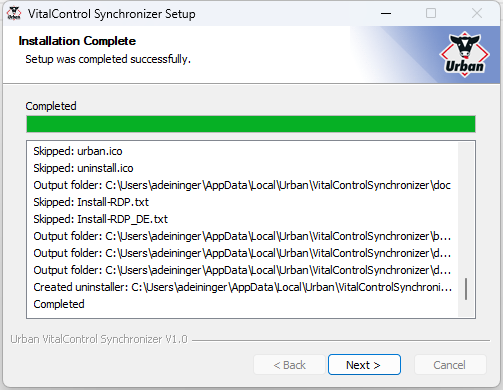 VitalControl Synchronizer Setup
Installation Complete
Setup was completed successfully.
Urban
Completed
Skipped: urban.ico
Skipped: uninstall.ico
Output folder: C:\Users\adeininger\AppData\Local\Urban\VitalControlSynchronizer\doc
Skipped: Install-RDP.txt
Skipped: Install-RDP_DE.txt
Output folder: C:\Users\adeininger\AppData\Local\Urban\VitalControlSynchronizer\b...
Output folder: C:\Users\adeininger\AppData\Local\Urban\VitalControlSynchronizer\d...
Output folder: C:\Users\adeininger\AppData\Local\Urban\VitalControlSynchronizer\d...
Created uninstaller: C:\Users\adeininger\AppData\Local\Urban\VitalControlSynchroni...
Completed
Urban VitalControl Synchronizer V1.0
< Back
Next >
Cancel